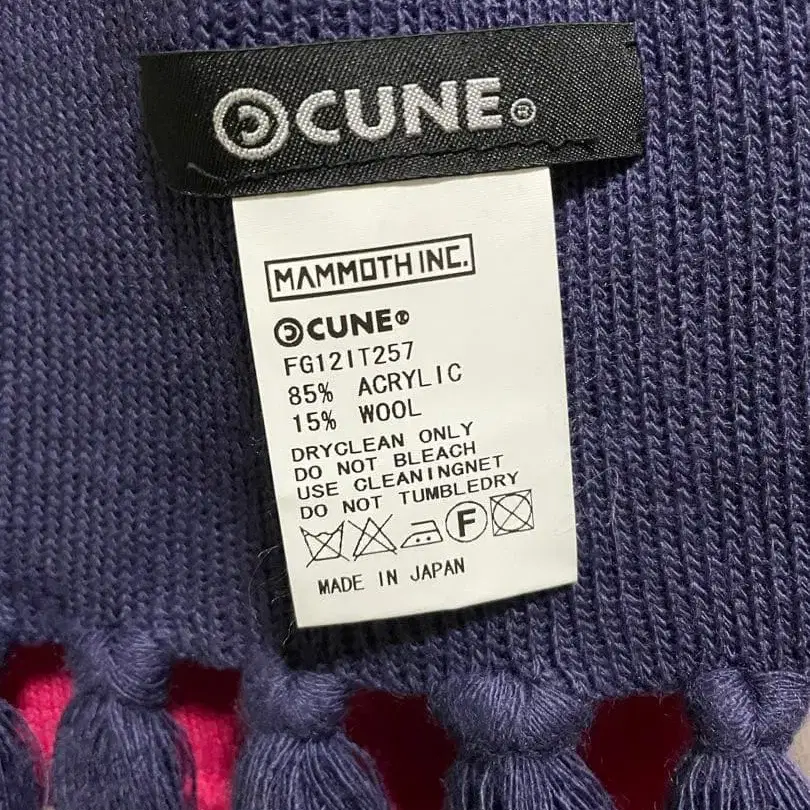 CUNE®
MAMMOTH INC.
CUNE®
FG12IT257
85% ACRYLIC
15% WOOL
DRYCLEAN ONLY
DO NOT BLEACH
USE CLEANINGNET
DO NOT TUMBLEDRY
F
MADE IN JAPAN